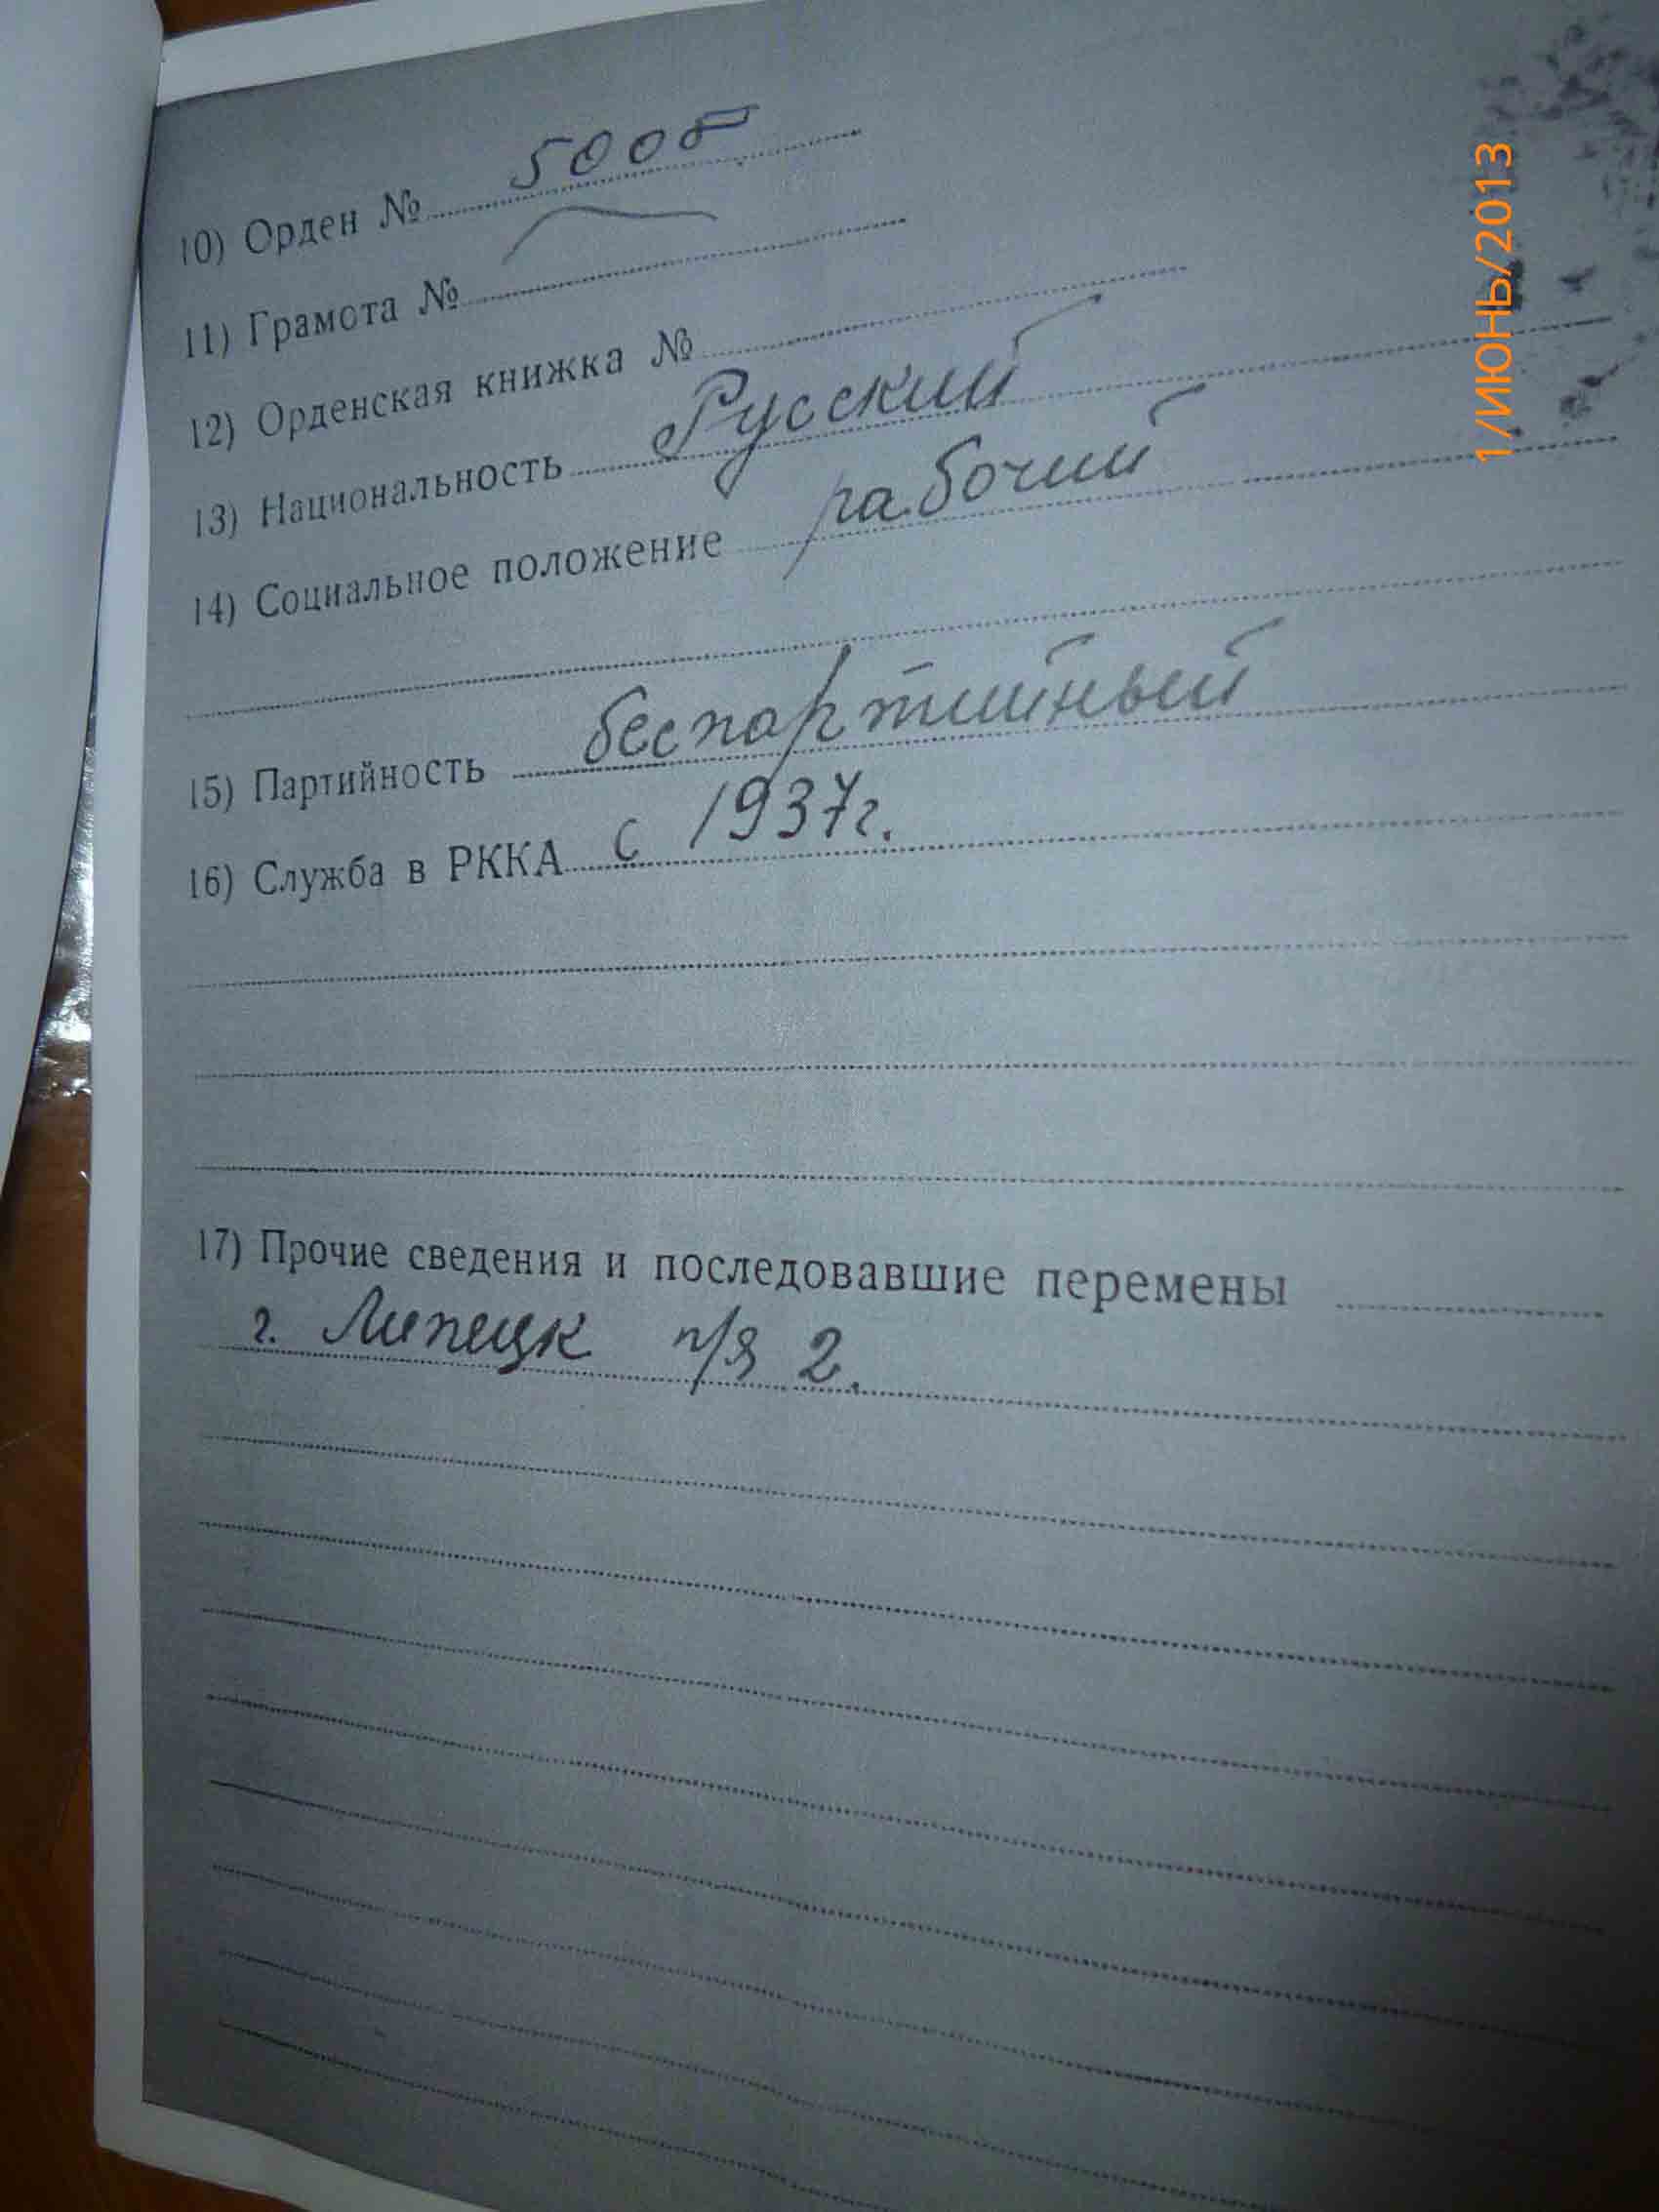 10) Орден № 5008
11) Грамота №
12) Орденская книжка №
13) Национальность Русский
14) Социальное положение рабочий
15) Партийность беспартийный
16) Служба в РККА с 1937г.
17) Прочие сведения и последовавшие перемены
г. Липецк п/я 2.
1/ИЮНЬ/2013